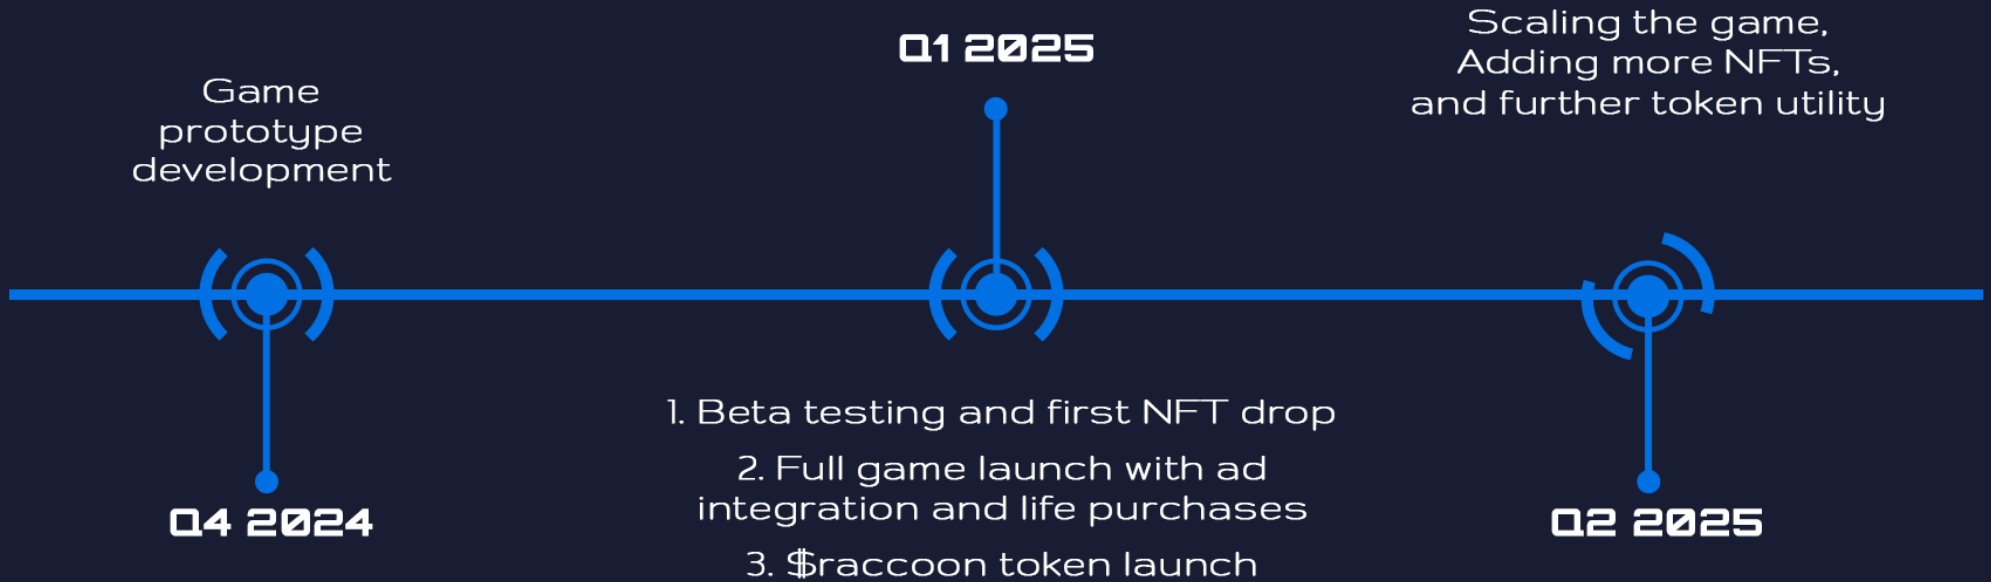 Game
prototype
development
Q4 2024
Q1 2025
1. Beta testing and first NFT drop
2. Full game launch with ad
integration and life purchases
3. $raccoon token launch
Scaling the game,
Adding more NFTs,
and further token utility
Q2 2025